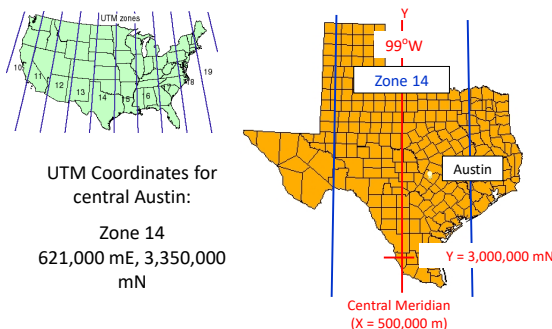 UTM zones
10
11
12
13
14
15
16
17
18
19
UTM Coordinates for
central Austin:
Zone 14
621,000 mE, 3,350,000
mN
Y
99°W
Zone 14
Austin
Y = 3,000,000 mN
Central Meridian
(X = 500,000 m)